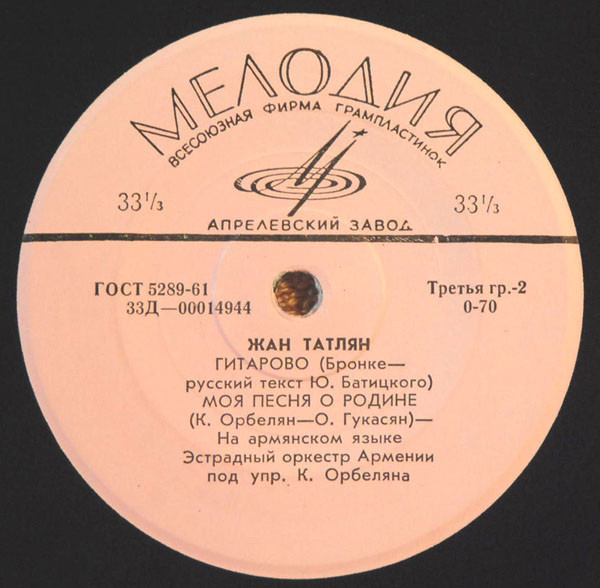 МЕЛОДИЯ
ВСЕСОЮЗНАЯ ФИРМА ГРАМПЛАСТИНОК
33⅓ 33⅓
АПРЕЛЕВСКИЙ ЗАВОД
ГОСТ 5289-61 Третья гр.-2
33Д—00014944 0-70
ЖАН ТАТЛЯН
ГИТАРОВО (Бронке—
русский текст Ю. Батицкого)
МОЯ ПЕСНЯ О РОДИНЕ
(К. Орбелян—О. Гукасян)—
На армянском языке
Эстрадный оркестр Армении
под упр. К. Орбеляна